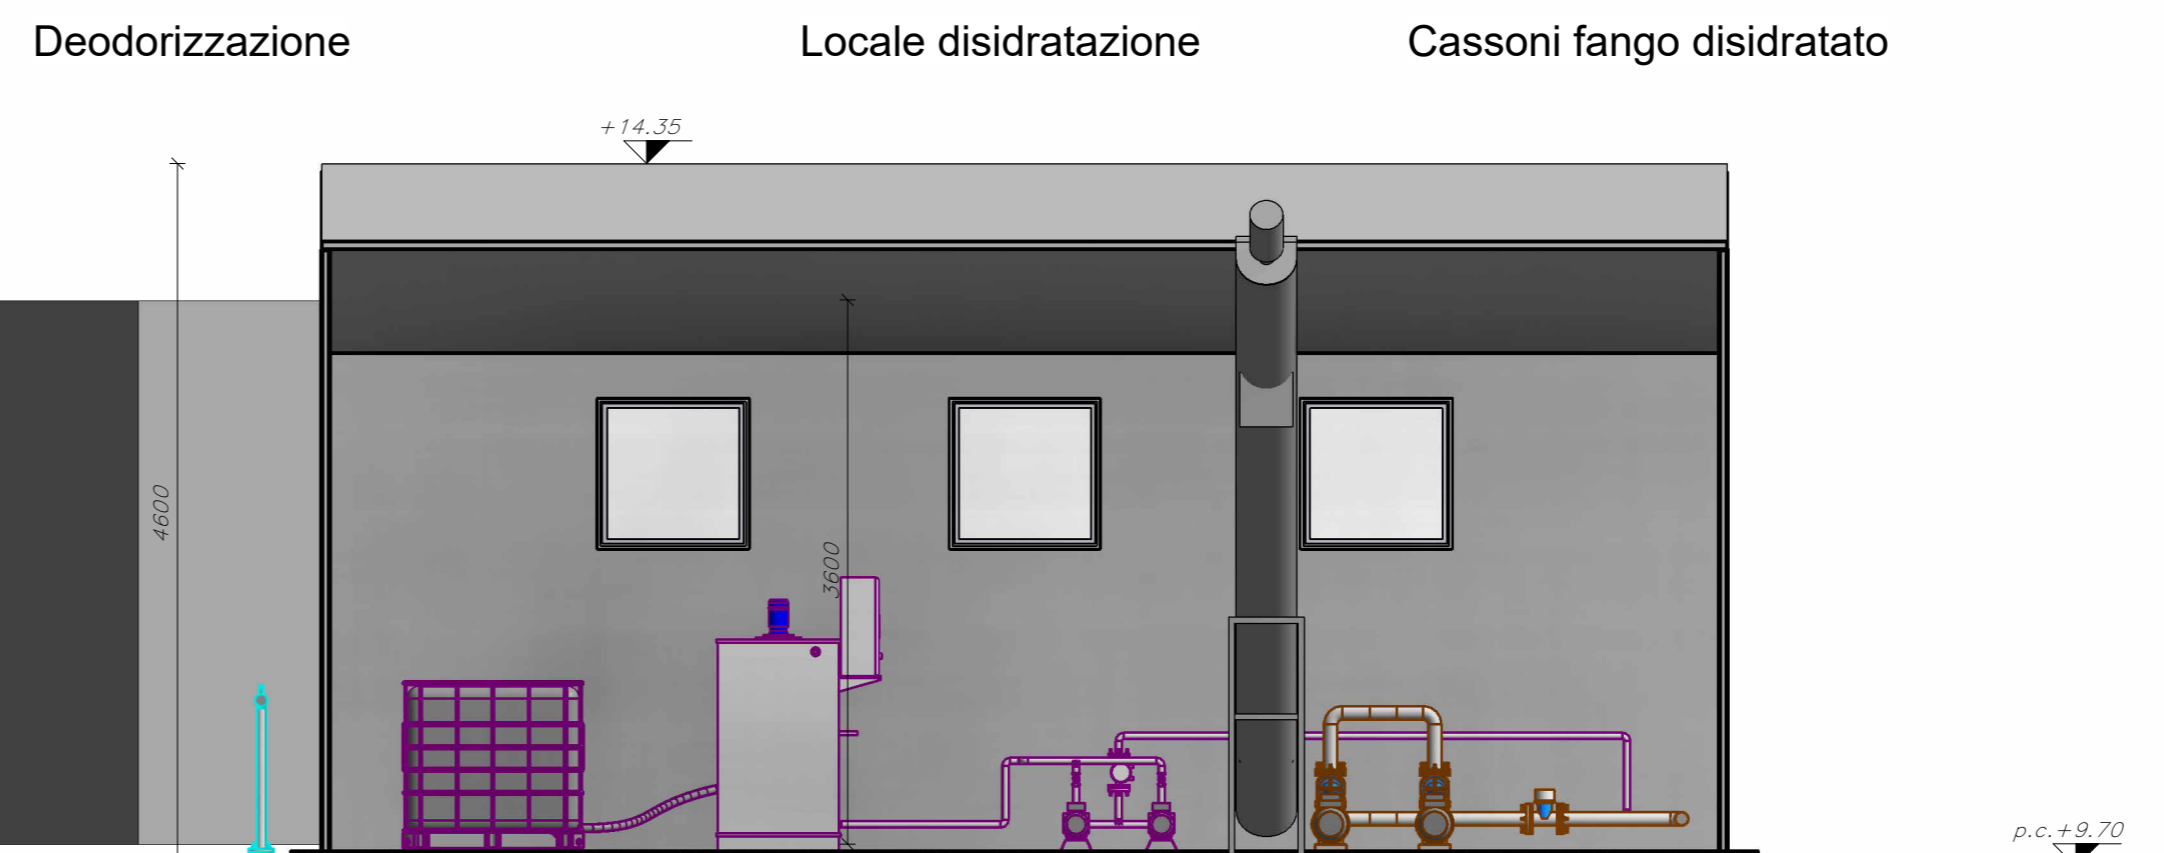 Deodorizzazione
Locale disidratazione
Cassoni fango disidratato
+14.35
4600
3600
p.c.+9.70